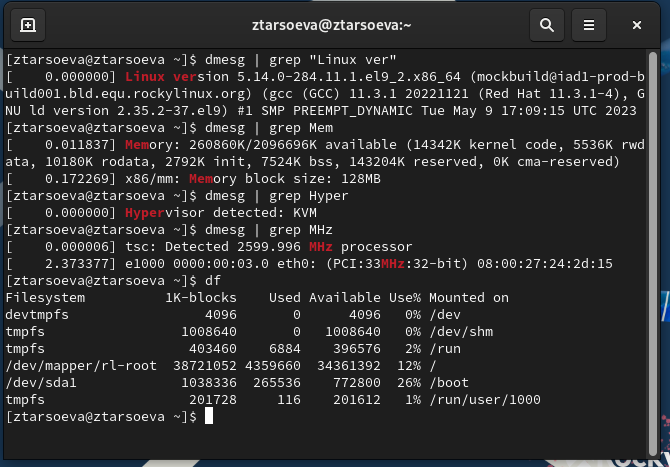 ztarsoeva@ztarsoeva:~
[ztarsoeva@ztarsoeva ~]$ dmesg | grep "Linux ver"
[    0.000000] Linux version 5.14.0-284.11.1.el9_2.x86_64 (mockbuild@iad1-prod-b
uild001.bld.equ.rockylinux.org) (gcc (GCC) 11.3.1 20221121 (Red Hat 11.3.1-4), G
NU ld version 2.35.2-37.el9) #1 SMP PREEMPT_DYNAMIC Tue May 9 17:09:15 UTC 2023
[ztarsoeva@ztarsoeva ~]$ dmesg | grep Mem
[    0.011837] Memory: 260860K/2096696K available (14342K kernel code, 5536K rwd
ata, 10180K rodata, 2792K init, 7524K bss, 143204K reserved, 0K cma-reserved)
[    0.172269] x86/mm: Memory block size: 128MB
[ztarsoeva@ztarsoeva ~]$ dmesg | grep Hyper
[    0.000000] Hypervisor detected: KVM
[ztarsoeva@ztarsoeva ~]$ dmesg | grep MHz
[    0.000006] tsc: Detected 2599.996 MHz processor
[    2.373377] e1000 0000:00:03.0 eth0: (PCI:33MHz:32-bit) 08:00:27:24:2d:15
[ztarsoeva@ztarsoeva ~]$ df
Filesystem          1K-blocks    Used Available Use% Mounted on
devtmpfs                 4096       0      4096   0% /dev
tmpfs                 1008640       0   1008640   0% /dev/shm
tmpfs                  403460    6884    396576   2% /run
/dev/mapper/rl-root  38721052 4359660  34361392  12% /
/dev/sda1             1038336  265536    772800  26% /boot
tmpfs                  201728     116    201612   1% /run/user/1000
[ztarsoeva@ztarsoeva ~]$